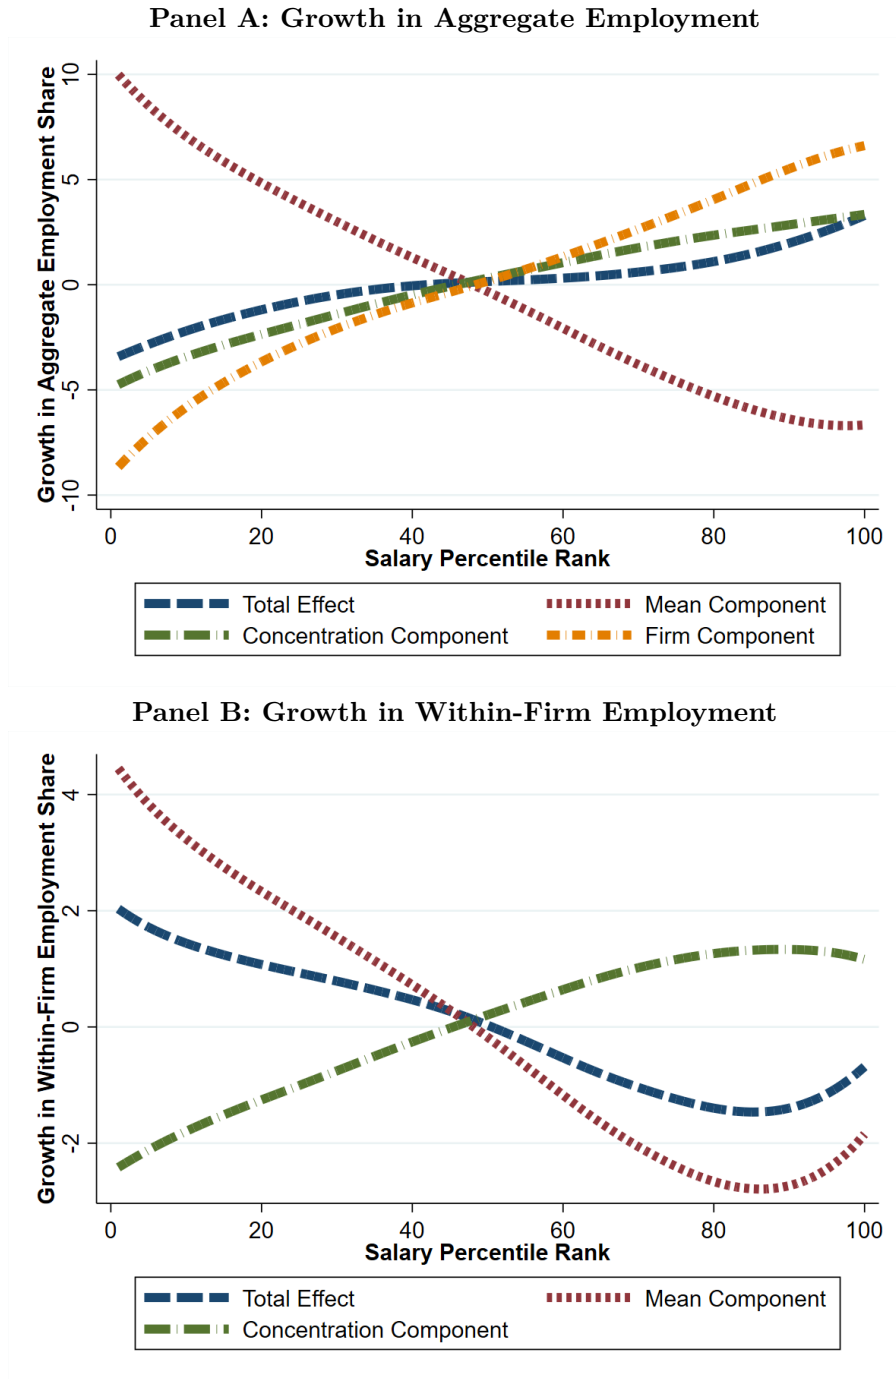 Panel A: Growth in Aggregate Employment
Growth in Aggregate Employment Share
10
5
0
-5
-10
0 20 40 60 80 100
Salary Percentile Rank
Total Effect Mean Component
Concentration Component Firm Component
Panel B: Growth in Within-Firm Employment
Growth in Within-Firm Employment Share
4
2
0
-2
0 20 40 60 80 100
Salary Percentile Rank
Total Effect Mean Component
Concentration Component